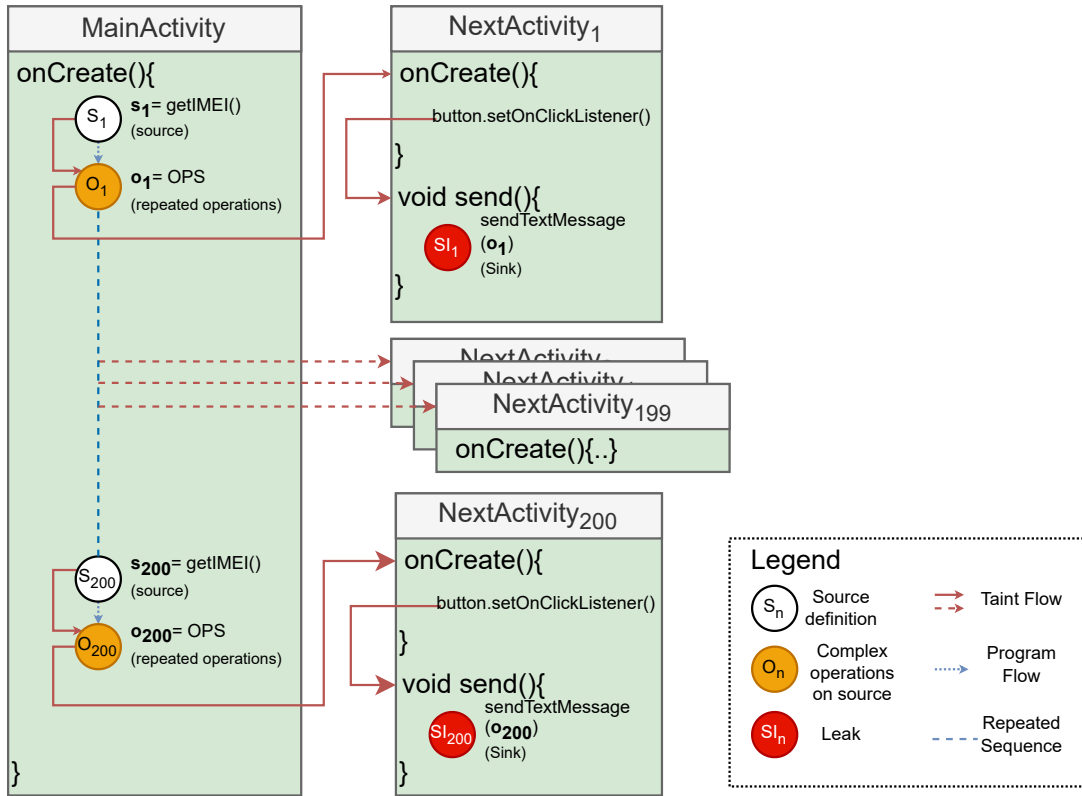 MainActivity
onCreate(){
S1
s1= getIMEI()
(source)
O1
o1= OPS
(repeated operations)
S200
s200= getIMEI()
(source)
O200
o200= OPS
(repeated operations)
}
NextActivity1
onCreate(){
button.setOnClickListener()
}
void send(){
sendTextMessage
SI1
(o1)
(Sink)
}
NextActivity
NextActivity
NextActivity199
onCreate(){..}
NextActivity200
onCreate(){
button.setOnClickListener()
}
void send(){
sendTextMessage
SI200
(o200)
(Sink)
}
Legend
Sn
Source
definition
Taint Flow
On
Complex
operations
on source
Program
Flow
SIn
Leak
Repeated
Sequence